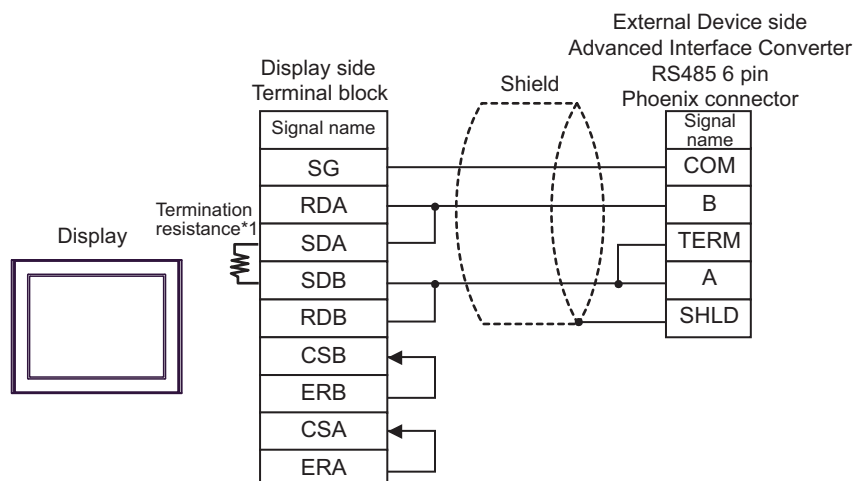 External Device side
Advanced Interface Converter
RS485 6 pin
Phoenix connector
Display side
Terminal block
Shield
Signal name
Signal
name
SG
COM
RDA
B
Termination
resistance*1
SDA
TERM
Display
SDB
A
RDB
SHLD
CSB
ERB
CSA
ERA